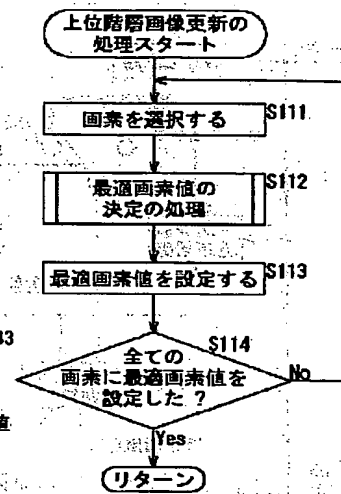 上位階層画像更新の
処理スタート
画素を選択する
S111
最適画素値の
決定の処理
S112
最適画素値を設定する
S113
全ての
画素に最適画素値を
設定した ?
S114
No
Yes
リターン